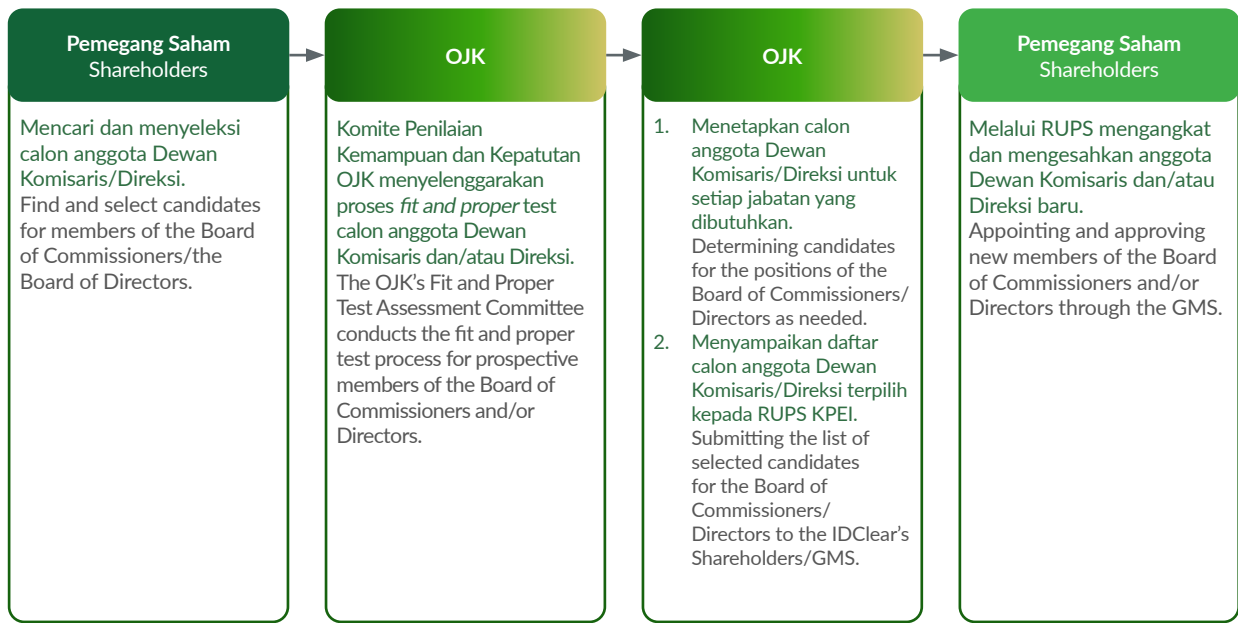 Pemegang Saham
Shareholders
Mencari dan menyeleksi
calon anggota Dewan
Komisaris/Direksi.
Find and select candidates
for members of the Board
of Commissioners/the
Board of Directors.
OJK
Komite Penilaian
Kemampuan dan Kepatutan
OJK menyelenggarakan
proses fit and proper test
calon anggota Dewan
Komisaris dan/atau Direksi.
The OJK's Fit and Proper
Test Assessment Committee
conducts the fit and proper
test process for prospective
members of the Board of
Commissioners and/or
Directors.
OJK
1. Menetapkan calon
anggota Dewan
Komisaris/Direksi untuk
setiap jabatan yang
dibutuhkan.
Determining candidates
for the positions of the
Board of Commissioners/
Directors as needed.
2. Menyampaikan daftar
calon anggota Dewan
Komisaris/Direksi terpilih
kepada RUPS KPEI.
Submitting the list of
selected candidates
for the Board of
Commissioners/
Directors to the IDClear's
Shareholders/GMS.
Pemegang Saham
Shareholders
Melalui RUPS mengangkat
dan mengesahkan anggota
Dewan Komisaris dan/atau
Direksi baru.
Appointing and approving
new members of the Board
of Commissioners and/or
Directors through the GMS.